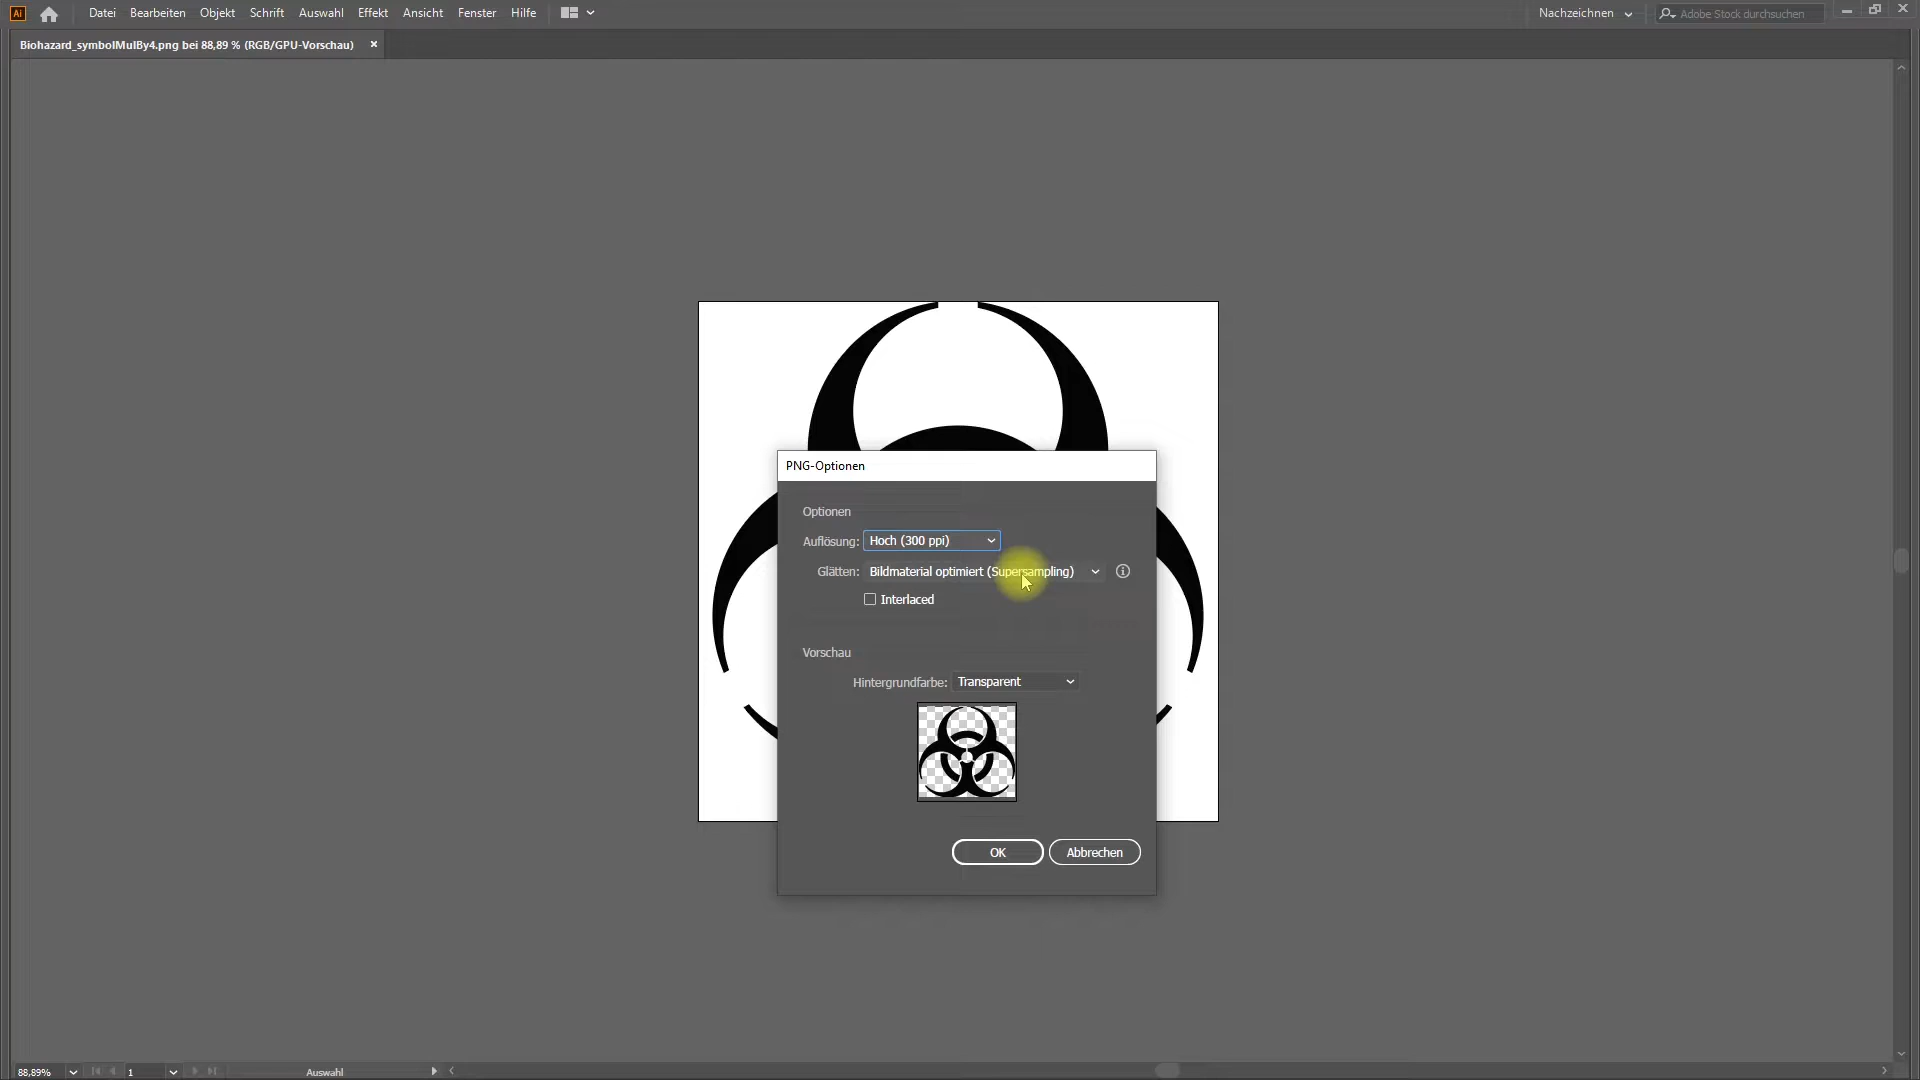 Ai
Datei Bearbeiten Objekt Schrift Auswahl Effekt Ansicht Fenster Hilfe Nachzeichnen Adobe Stock durchsuchen
Biohazard_symbolMulBy4.png bei 88,89 % (RGB/GPU-Vorschau)
PNG-Optionen
Optionen
Auflösung: Hoch (300 ppi)
Glätten: Bildmaterial optimiert (Supersampling)
Interlaced
Vorschau
Hintergrundfarbe: Transparent
OK Abbrechen
88,89% 1 Auswahl